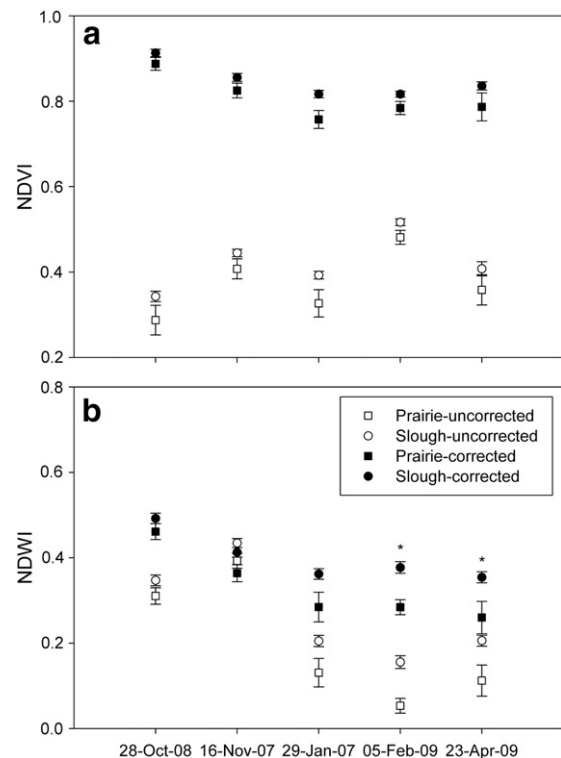 a
1.0
0.8
0.6
0.4
0.2
NDVI
b
0.8
0.6
0.4
0.2
0.0
NDWI
Prairie-uncorrected
Slough-uncorrected
Prairie-corrected
Slough-corrected
* *
28-Oct-08 16-Nov-07 29-Jan-07 05-Feb-09 23-Apr-09